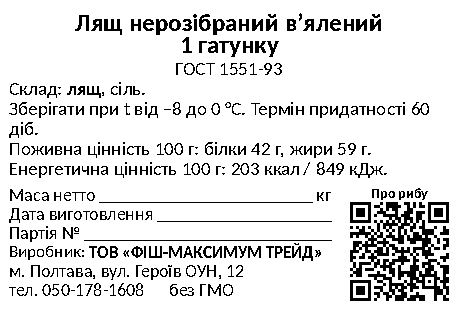 Лящ нерозібраний в’ялений
1 гатунку
ГОСТ 1551-93
Склад: лящ, сіль.
Зберігати при t від –8 до 0 °С. Термін придатності 60
діб.
Поживна цінність 100 г: білки 42 г, жири 59 г.
Енергетична цінність 100 г: 203 ккал / 849 кДж.
Маса нетто ________________________ кг
Дата виготовлення ____________________
Партія № ____________________________
Виробник: ТОВ «ФІШ-МАКСИМУМ ТРЕЙД»
м. Полтава, вул. Героїв ОУН, 12
тел. 050-178-1608 без ГМО
Про рибу